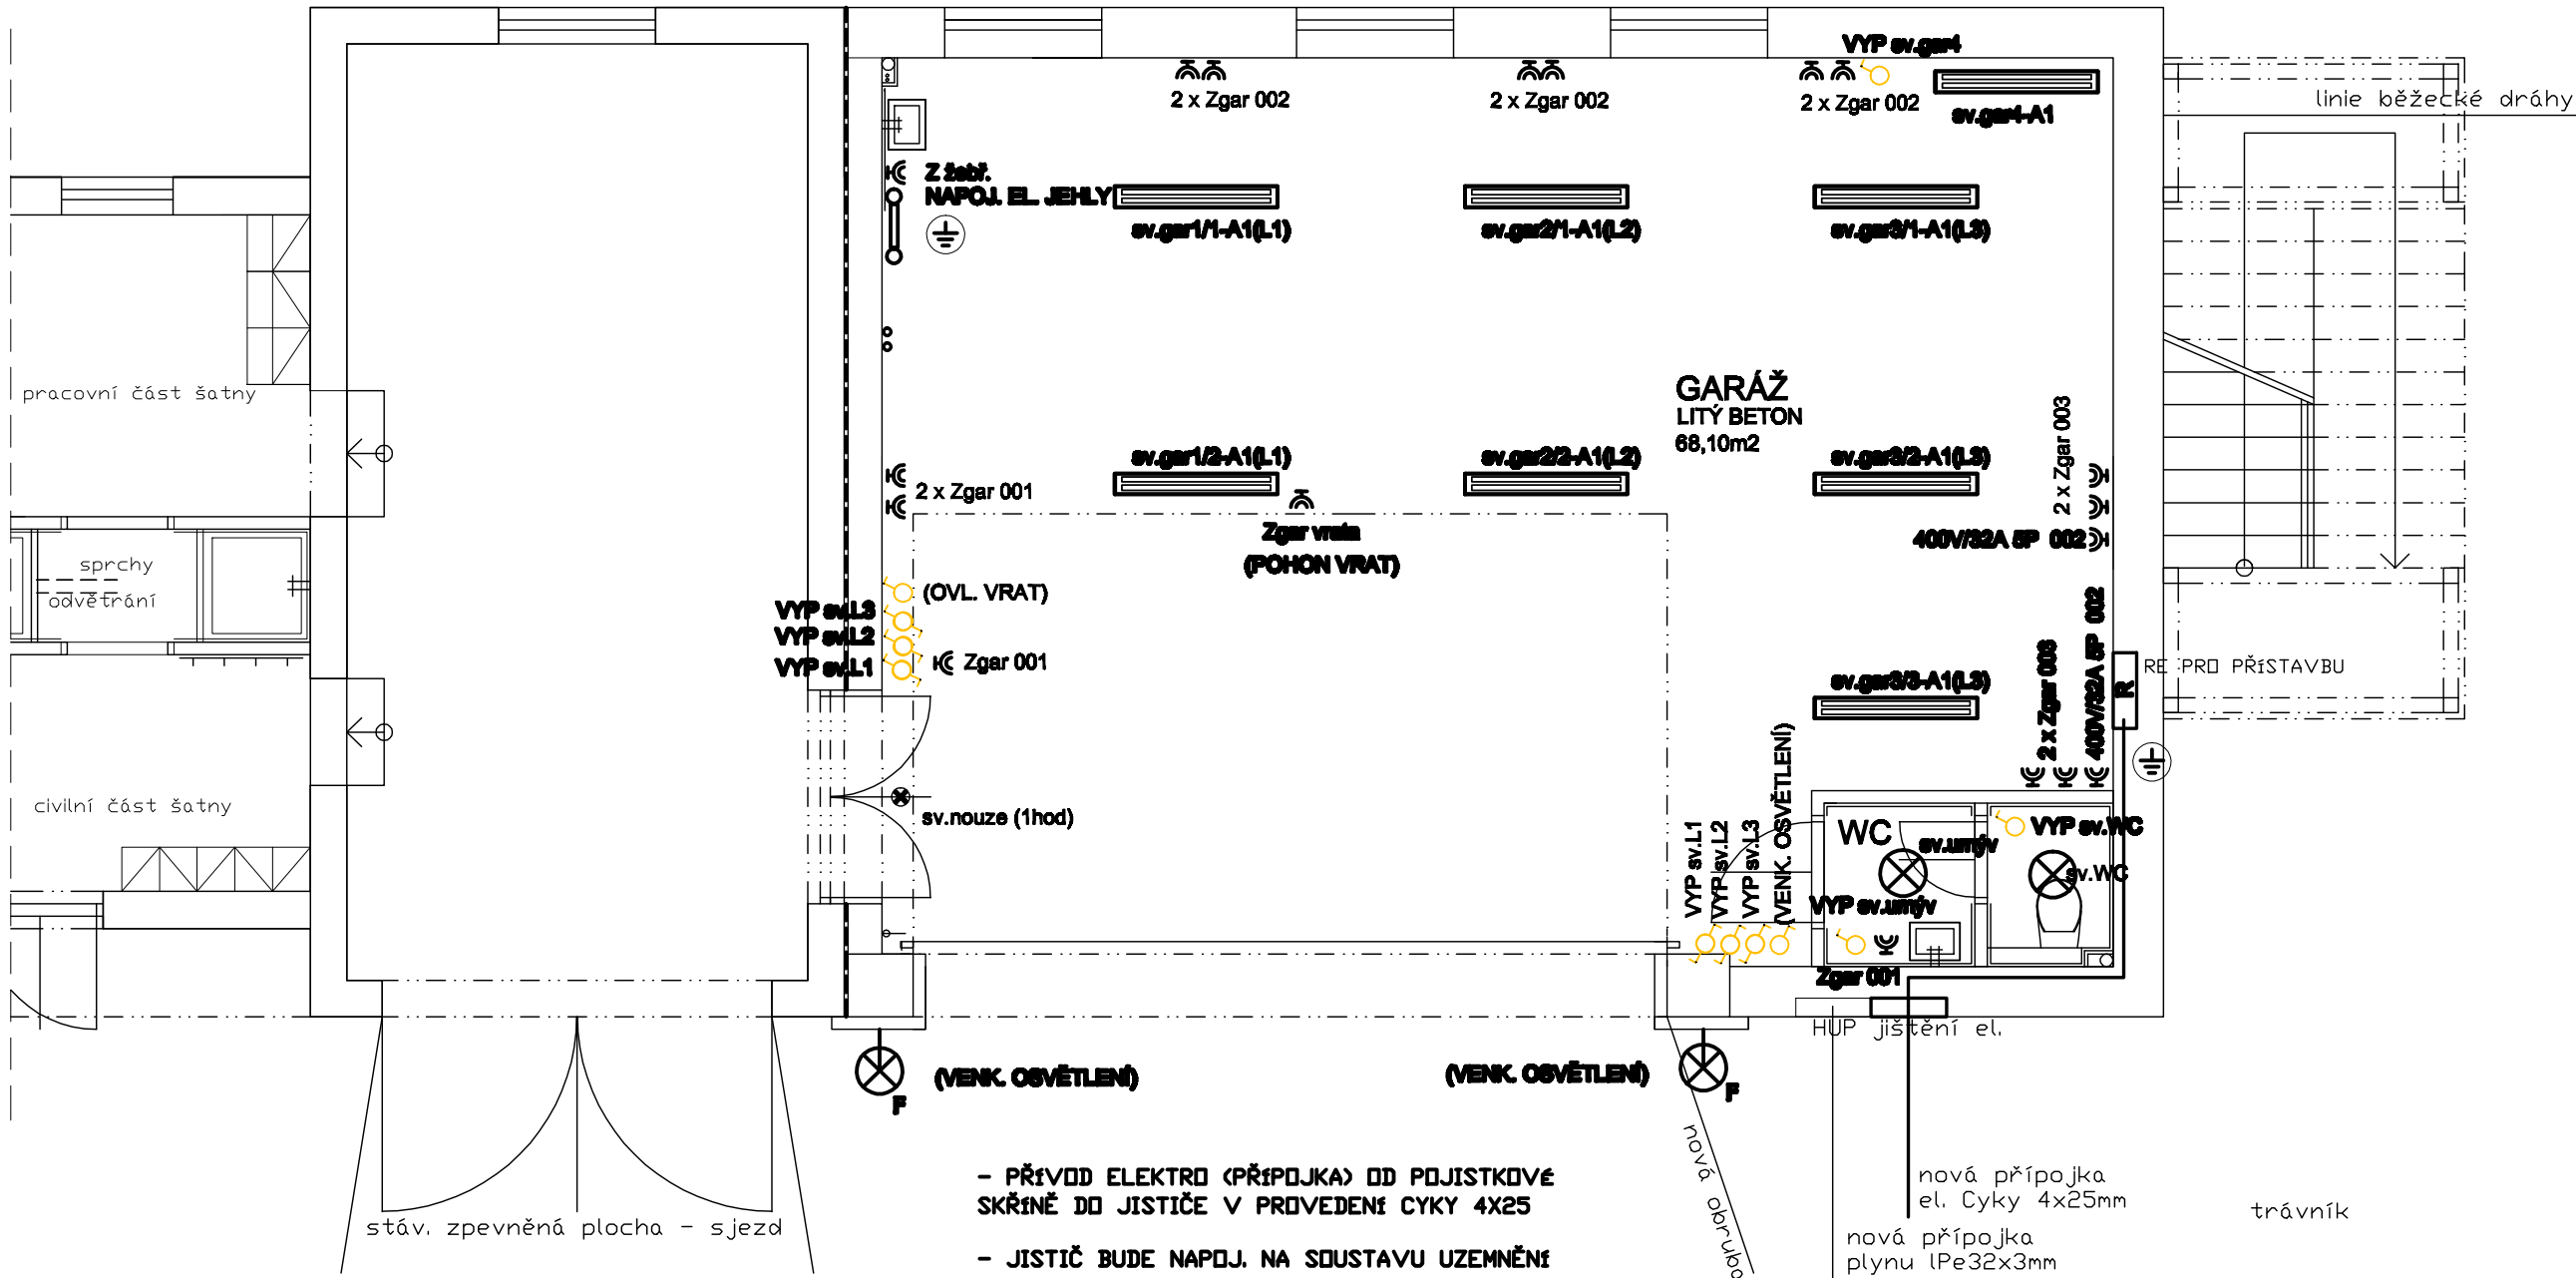 VYP sv.gar4
2 x Zgar 002
2 x Zgar 002
2 x Zgar 002
sv.gar4-A1
linie běžecké dráhy
Z žebř.
NAPOJ. EL. JEHLY
sv.gar1/1-A1(L1)
sv.gar2/1-A1(L2)
sv.gar3/1-A1(L3)
pracovní část šatny
GARÁŽ
LITÝ BETON
68,10m2
2 x Zgar 003
sv.gar1/2-A1(L1)
sv.gar2/2-A1(L2)
sv.gar3/2-A1(L3)
2 x Zgar 001
Zgar vrata
(POHON VRAT)
400V/32A 5P 002
sprchy
odvětrání
(OVL. VRAT)
VYP sv.L3
VYP sv.L2
VYP sv.L1
Zgar 001
sv.gar3/3-A1(L3)
2 x Zgar 003
400V/32A 5P 002
R
RE PRO PŘÍSTAVBU
civilní část šatny
sv.nouze (1hod)
VYP sv.L1
VYP sv.L2
VYP sv.L3
(VENK. OSVĚTLENÍ)
WC
sv.umýv
VYP sv.WC
sv.WC
VYP sv.umýv
Zgar 001
HUP jištění el.
(VENK. OSVĚTLENÍ)
F
(VENK. OSVĚTLENÍ)
F
nová obruba
- PŘÍVOD ELEKTRO (PŘÍPOJKA) OD POJISTKOVÉ
SKŘÍNĚ DO JISTIČE V PROVEDENÍ CYKY 4X25
- JISTIČ BUDE NAPOJ. NA SOUSTAVU UZEMNĚNÍ
stáv. zpevněná plocha - sjezd
nová přípojka
el. Cyky 4x25mm
nová přípojka
plynu lPe32x3mm
trávník